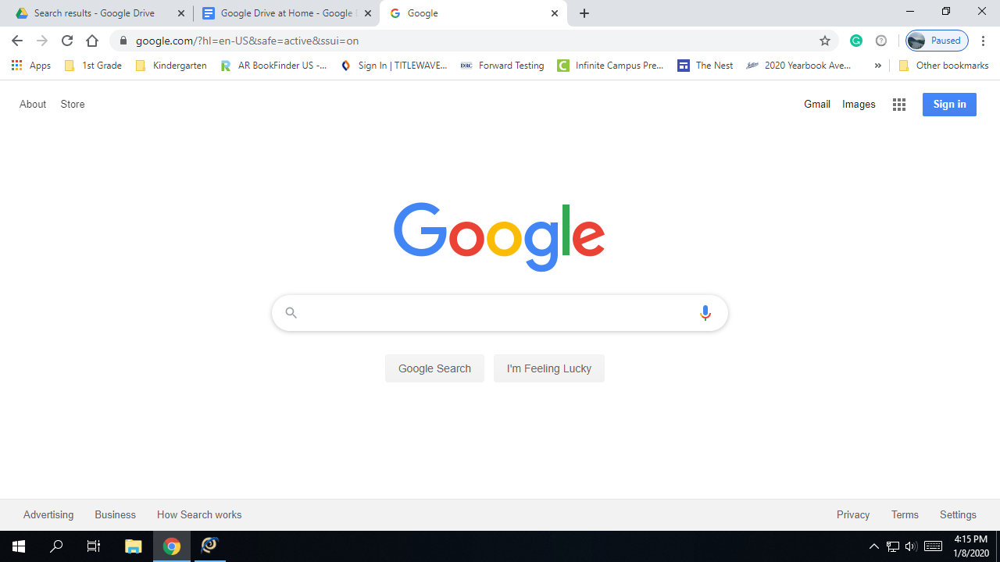 Search results - Google Drive
Google Drive at Home - Google
Google
google.com/?hl=en-US&safe=active&ssui=on
Paused
Apps 1st Grade Kindergarten AR BookFinder US -... Sign In | TITLEWAVE... DRC Forward Testing Infinite Campus Pre... The Nest 2020 Yearbook Ave... » Other bookmarks
About Store Gmail Images Sign in
Google
Google Search I'm Feeling Lucky
Advertising Business How Search works Privacy Terms Settings
4:15 PM
1/8/2020